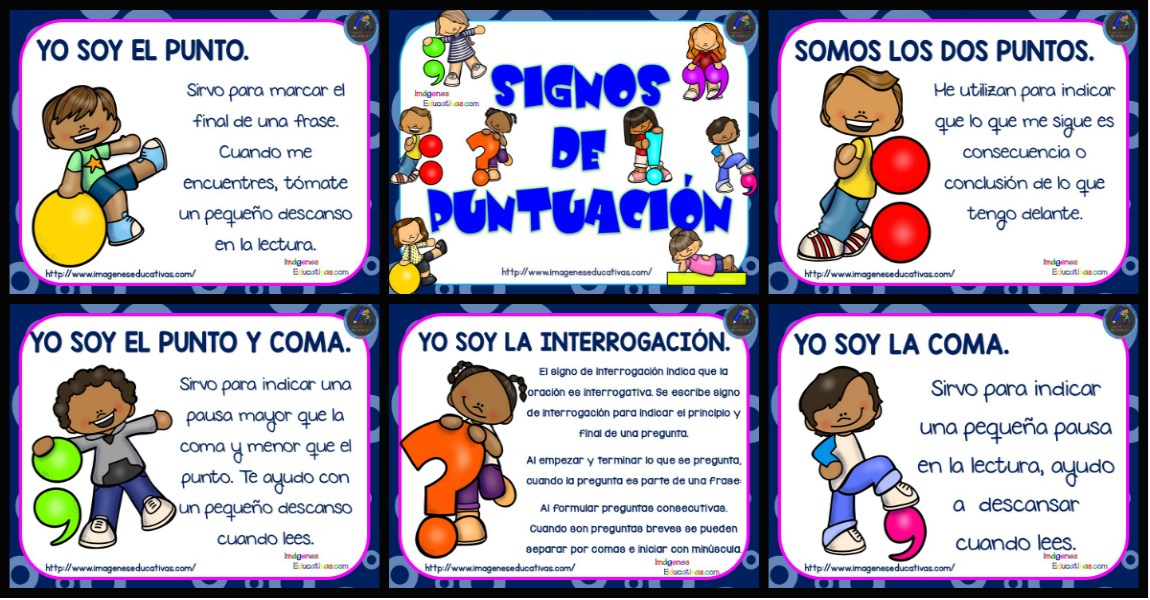 YO SOY EL PUNTO.
Sirvo para marcar el
final de una frase.
Cuando me
encuentres, tómate
un pequeño descanso
en la lectura.
http://www.imageneseducativas.com/
Imágenes
Educativas.com
SIGNOS
DE
PUNTUACIÓN
Imágenes
Educativas.com
http://www.imageneseducativas.com/
SOMOS LOS DOS PUNTOS.
Me utilizan para indicar
que lo que me sigue es
consecuencia o
conclusión de lo que
tengo delante.
http://www.imageneseducativas.com/
Imágenes
Educativas.com
YO SOY EL PUNTO Y COMA.
Sirvo para indicar una
pausa mayor que la
coma y menor que el
punto. Te ayudo con
un pequeño descanso
cuando lees.
http://www.imageneseducativas.com/
Imágenes
Educativas.com
YO SOY LA INTERROGACIÓN.
El signo de interrogación indica que la
oración es interrogativa. Se escribe signo
de interrogación para indicar el principio y
final de una pregunta.
Al empezar y terminar lo que se pregunta,
cuando la pregunta es parte de una frase:
Al formular preguntas consecutivas.
Cuando son preguntas breves se pueden
separar por comas e iniciar con minúscula.
http://www.imageneseducativas.com/
Imágenes
Educativas.com
YO SOY LA COMA.
Sirvo para indicar
una pequeña pausa
en la lectura, ayudo
a descansar
cuando lees.
http://www.imageneseducativas.com/
Imágenes
Educativas.com